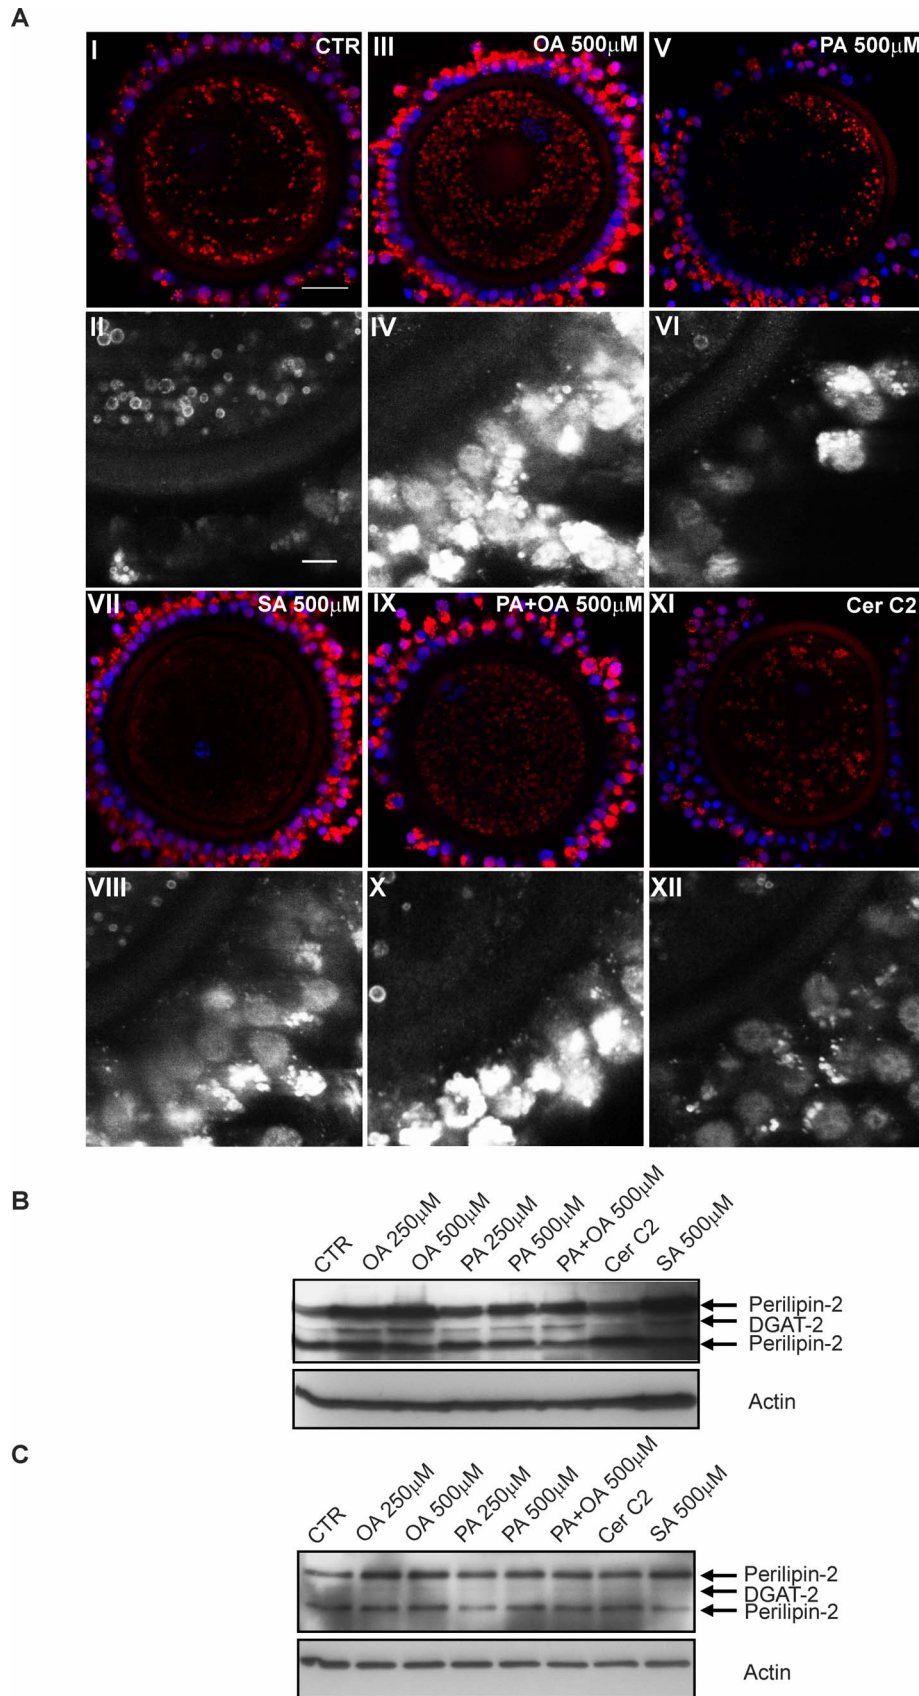 A
I
CTR
III
OA 500μM
V
PA 500μM
II
IV
VI
VII
SA 500μM
IX
PA+OA 500μM
XI
Cer C2
VIII
X
XII
B
CTR
OA 250μM
OA 500μM
PA 250μM
PA 500μM
PA+OA 500μM
Cer C2
SA 500μM
Perilipin-2
DGAT-2
Perilipin-2
Actin
C
CTR
OA 250μM
OA 500μM
PA 250μM
PA 500μM
PA+OA 500μM
Cer C2
SA 500μM
Perilipin-2
DGAT-2
Perilipin-2
Actin